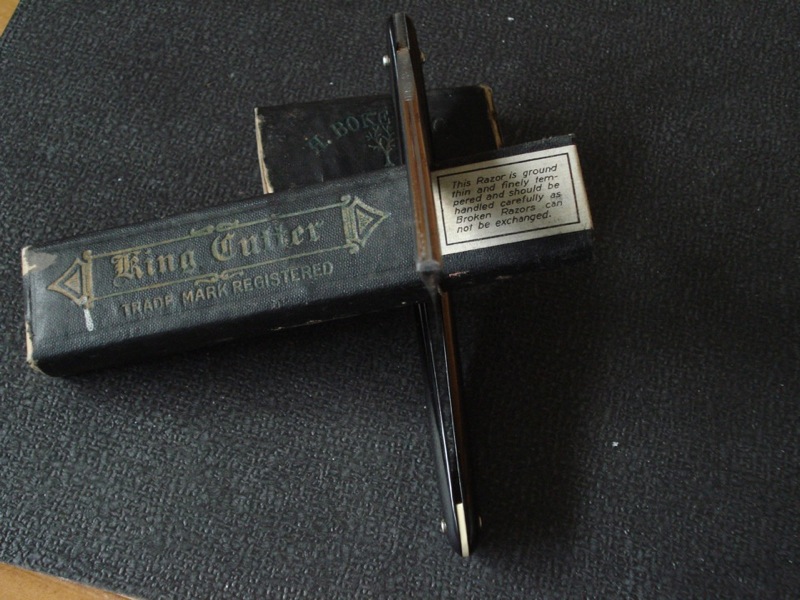 H. BOKER
King Cutter
TRADE MARK REGISTERED
This Razor is ground
thin and finely tem-
pered and should be
handled carefully as
Broken Razors can
not be exchanged.